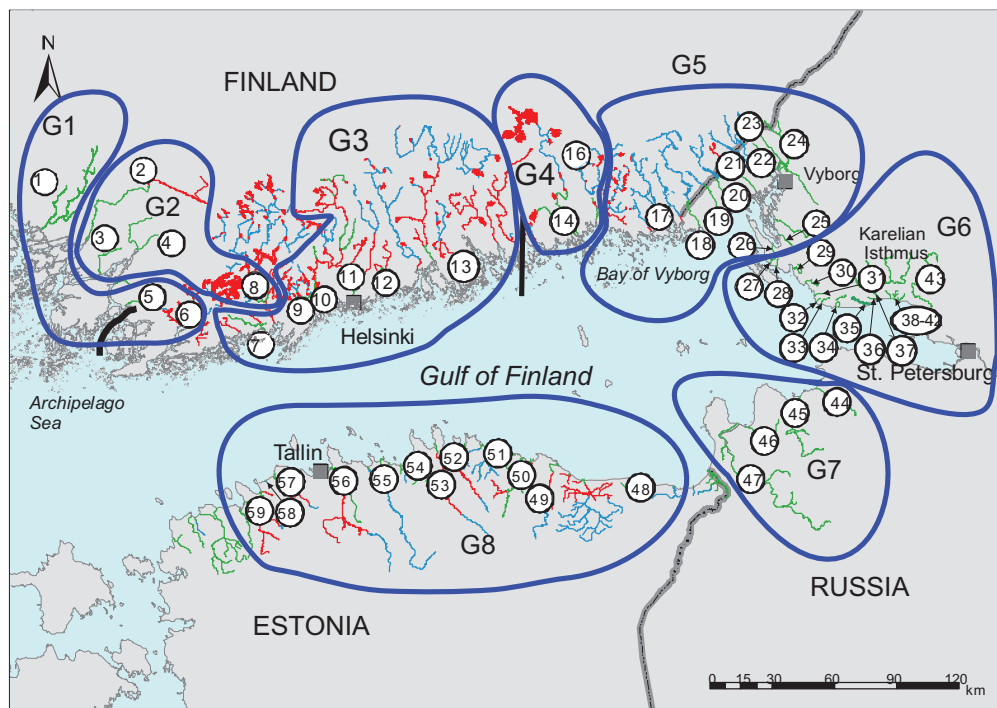 N
FINLAND
G5
G1
G3
23
24
2
16
21
22
1
G4
Vyborg
G2
20
G6
14
17
19
25
3
4
18
26
29
Karelian
Isthmus
13
Bay of Vyborg
30
31
43
11
12
27
28
5
8
10
9
6
32
38-42
Helsinki
35
7
33
34
36
37
St. Petersburg
Gulf of Finland
Archipelago
Sea
44
45
46
Tallin
52
51
54
G7
57
56
55
53
50
47
49
48
59
58
G8
RUSSIA
ESTONIA
0 15 30 60 90 120
km